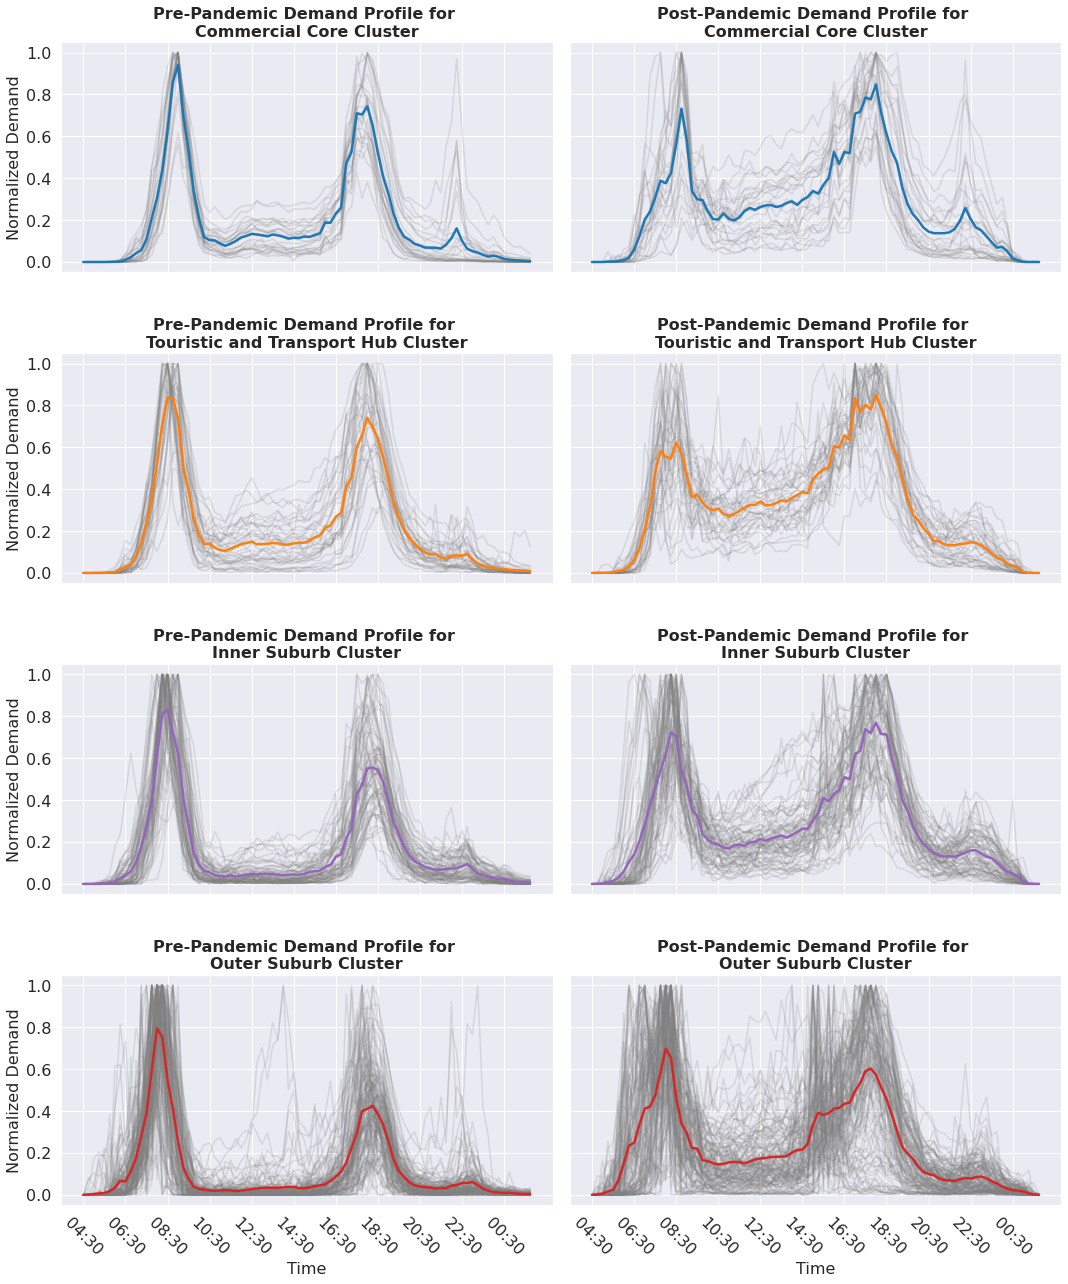 Pre-Pandemic Demand Profile for
Commercial Core Cluster
Post-Pandemic Demand Profile for
Commercial Core Cluster
Normalized Demand
1.0
0.8
0.6
0.4
0.2
0.0
Pre-Pandemic Demand Profile for
Touristic and Transport Hub Cluster
Post-Pandemic Demand Profile for
Touristic and Transport Hub Cluster
Normalized Demand
1.0
0.8
0.6
0.4
0.2
0.0
Pre-Pandemic Demand Profile for
Inner Suburb Cluster
Post-Pandemic Demand Profile for
Inner Suburb Cluster
Normalized Demand
1.0
0.8
0.6
0.4
0.2
0.0
Pre-Pandemic Demand Profile for
Outer Suburb Cluster
Post-Pandemic Demand Profile for
Outer Suburb Cluster
Normalized Demand
1.0
0.8
0.6
0.4
0.2
0.0
04:30 06:30 08:30 10:30 12:30 14:30 16:30 18:30 20:30 22:30 00:30
Time
04:30 06:30 08:30 10:30 12:30 14:30 16:30 18:30 20:30 22:30 00:30
Time